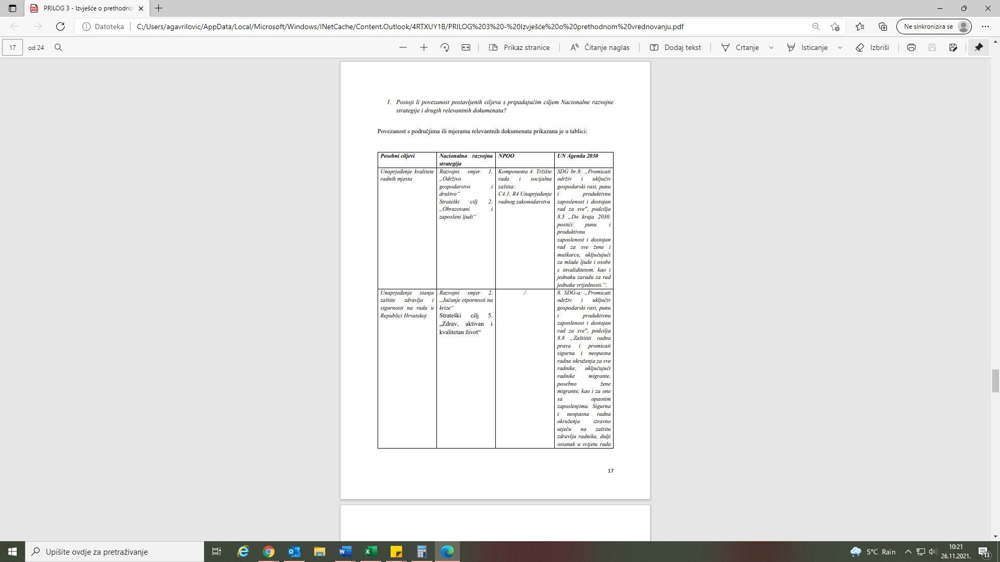 PRILOG 3 - Izvješće o prethodno
Datoteka
C:/Users/agavrilovic/AppData/Local/Microsoft/Windows/INetCache/Content.Outlook/4RTXUY1B/PRILOG%203%20-%20Izvješće%20o%20prethodnom%20vrednovanju.pdf
Ne sinkronizira se
17 od 24
Prikaz stranice
Čitanje naglas
Dodaj tekst
Crtanje
Isticanje
Izbriši
1. Postoji li povezanost postavljenih ciljeva s pripadajućim ciljem Nacionalne razvojne
strategije i drugih relevantnih dokumenata?
Povezanost s područjima ili mjerama relevantnih dokumenata prikazana je u tablici:
Posebni ciljevi
Nacionalna razvojna
strategija
NPOO
UN Agenda 2030
Unaprjeđenje kvalitete
radnih mjesta
Razvojni smjer 1.
„Održivo
gospodarstvo i
društvo“
Strateški cilj 2.
„Obrazovani i
zaposleni ljudi“
Komponenta 4. Tržište
rada i socijalna
zaštita:
C4.1. R4 Unaprjeđenje
radnog zakonodavstva
SDG br.8: „Promicati
održiv i uključiv
gospodarski rast, punu
i produktivnu
zaposlenost i dostojan
rad za sve", podcilja
8.5 „Do kraja 2030.
postići punu i
produktivnu
zaposlenost i dostojan
rad za sve žene i
muškarce, uključujući
za mlade ljude i osobe
s invaliditetom, kao i
jednaku zaradu za rad
jednake vrijednosti.“.
Unaprjeđenje stanja
zaštite zdravlja i
sigurnosti na radu u
Republici Hrvatskoj
Razvojni smjer 2.
„Jačanje otpornosti na
krize“
Strateški cilj 5.
„Zdrav, aktivan i
kvalitetan život“
/
8. SDG-a: „Promicati
održiv i uključiv
gospodarski rast, punu
i produktivnu
zaposlenost i dostojan
rad za sve", podcilja
8.8 „Zaštititi radna
prava i promicati
sigurna i neopasna
radna okruženja za sve
radnike, uključujući
radnike migrante,
posebno žene
migrante, kao i za one
sa opasnim
zaposlenjima. Sigurna
i neopasna radna
okruženja izravno
utječu na zaštitu
zdravlja radnika, dulji
ostanak u svijetu rada
17
Upišite ovdje za pretraživanje
5°C Rain
10:21
26.11.2021.
13